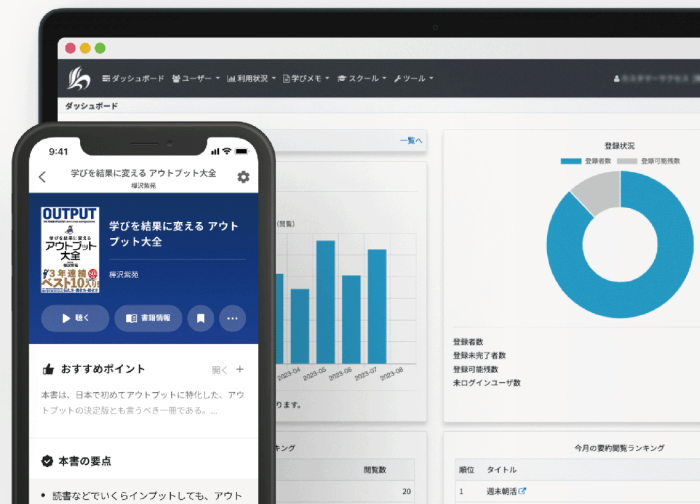 ダッシュボード ユーザー 利用状況 学びメモ スクール ツール
ダッシュボード
一覧へ
登録状況
登録者数 登録可能残数
(閲覧)
2023-04 2023-05 2023-06 2023-07 2023-08
ります。
登録者数
登録未完了者数
登録可能残数
未ログインユーザ数
キング
閲覧数
20
今月の要約閲覧ランキング
順位 タイトル
1 週末朝活
9:41
学びを結果に変える アウトプット大全
樺沢紫苑
OUTPUT
学びを結果に変える
アウトプット
大全
樺沢紫苑
3年連続
ベスト10入り!
学びを結果に変える アウト
プット大全
樺沢紫苑
聴く 書籍情報
おすすめポイント 開く +
本書は、日本で初めてアウトプットに特化した、アウ
トプットの決定版とも言うべき一冊である。...
本書の要点
• 読書などでいくらインプットしても、アウト